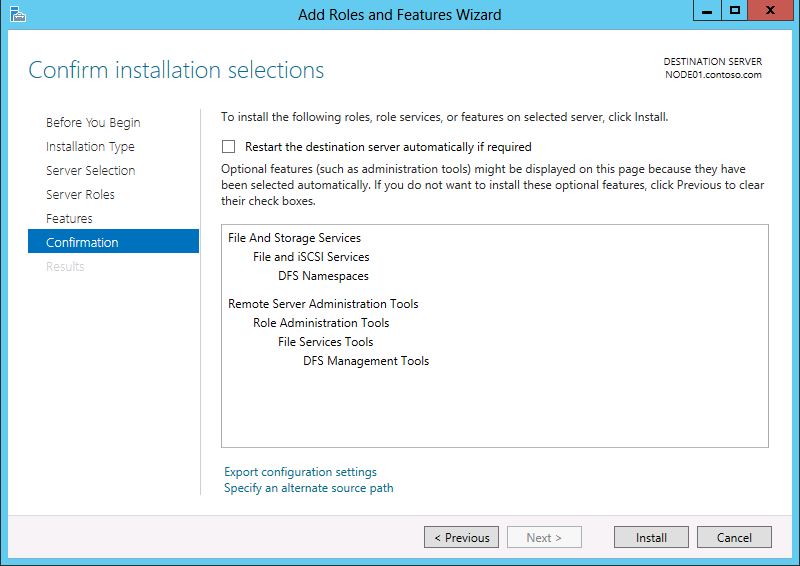 Add Roles and Features Wizard
Confirm installation selections
DESTINATION SERVER
NODE01.contoso.com
Before You Begin
Installation Type
Server Selection
Server Roles
Features
Confirmation
Results
To install the following roles, role services, or features on selected server, click Install.
Restart the destination server automatically if required
Optional features (such as administration tools) might be displayed on this page because they have
been selected automatically. If you do not want to install these optional features, click Previous to clear
their check boxes.
File And Storage Services
File and iSCSI Services
DFS Namespaces
Remote Server Administration Tools
Role Administration Tools
File Services Tools
DFS Management Tools
Export configuration settings
Specify an alternate source path
< Previous
Next >
Install
Cancel